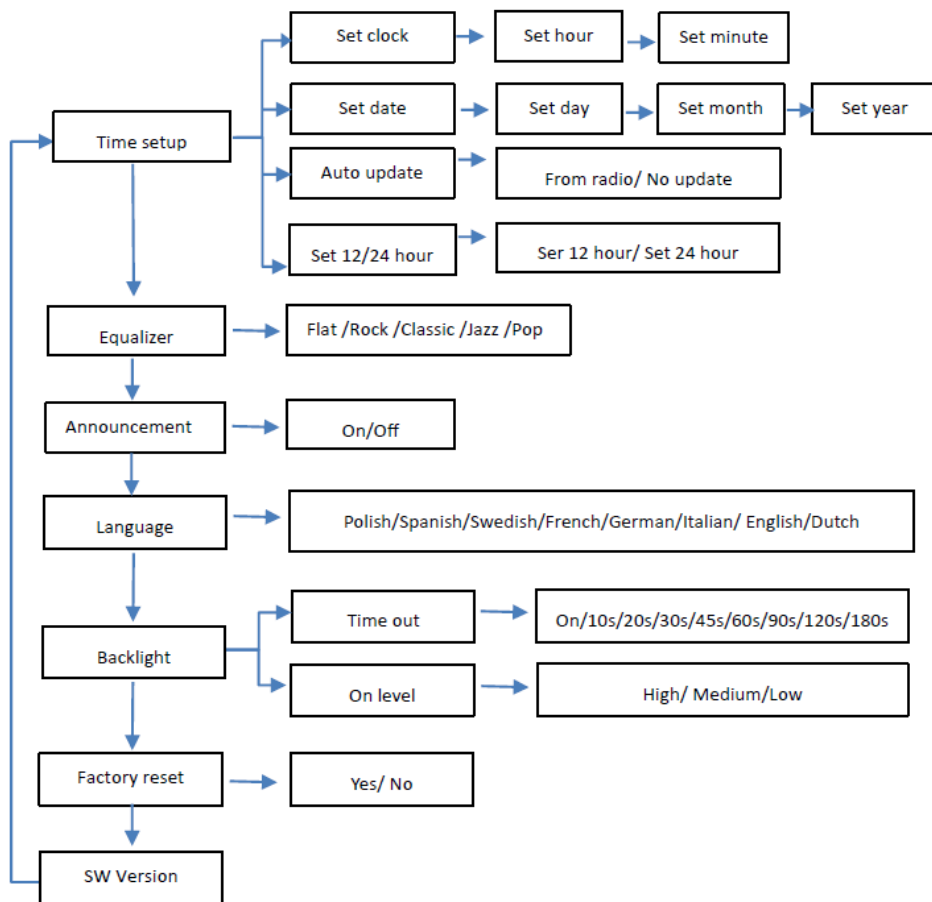 Set clock
Set hour
Set minute
Set date
Set day
Set month
Set year
Time setup
Auto update
From radio/ No update
Set 12/24 hour
Ser 12 hour/ Set 24 hour
Equalizer
Flat /Rock /Classic /Jazz /Pop
Announcement
On/Off
Language
Polish/Spanish/Swedish/French/German/Italian/ English/Dutch
Time out
On/10s/20s/30s/45s/60s/90s/120s/180s
Backlight
On level
High/ Medium/Low
Factory reset
Yes/ No
SW Version